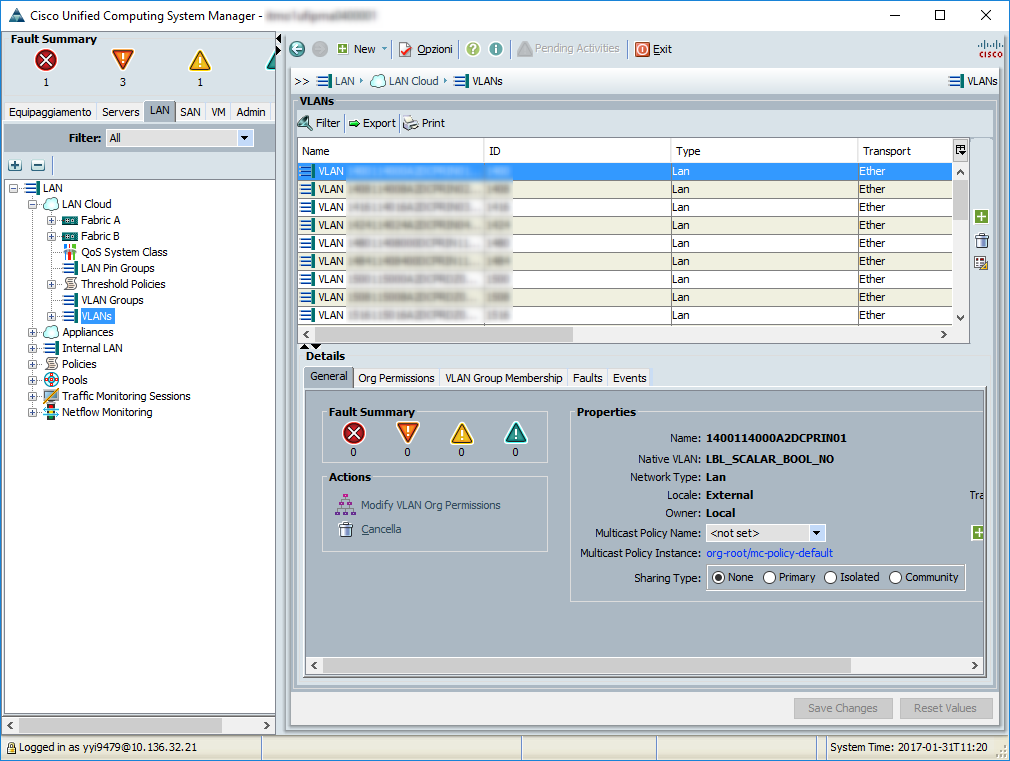 Cisco Unified Computing System Manager -
Fault Summary
1
3
1
Equipaggiamento
Servers
LAN
SAN
VM
Admin
Filter:
All
LAN
LAN Cloud
Fabric A
Fabric B
QoS System Class
LAN Pin Groups
Threshold Policies
VLAN Groups
VLANs
Appliances
Internal LAN
Policies
Pools
Traffic Monitoring Sessions
Netflow Monitoring
New
Opzioni
Pending Activities
Exit
CISCO
>> LAN LAN Cloud VLANs
VLANs
VLANs
Filter
Export
Print
Name ID Type Transport
VLAN Lan Ether
VLAN Lan Ether
VLAN Lan Ether
VLAN Lan Ether
VLAN Lan Ether
VLAN Lan Ether
VLAN Lan Ether
VLAN Lan Ether
VLAN Lan Ether
Details
General
Org Permissions
VLAN Group Membership
Faults
Events
Fault Summary
0
0
0
0
Actions
Modify VLAN Org Permissions
Cancella
Properties
Name: 1400114000A2DCPRIN01
Native VLAN: LBL_SCALAR_BOOL_NO
Network Type: Lan
Locale: External
Tra
Owner: Local
Multicast Policy Name: <not set>
Multicast Policy Instance: org-root/mc-policy-default
Sharing Type: None Primary Isolated Community
Save Changes
Reset Values
Logged in as yyi9479@10.136.32.21
System Time: 2017-01-31T11:20